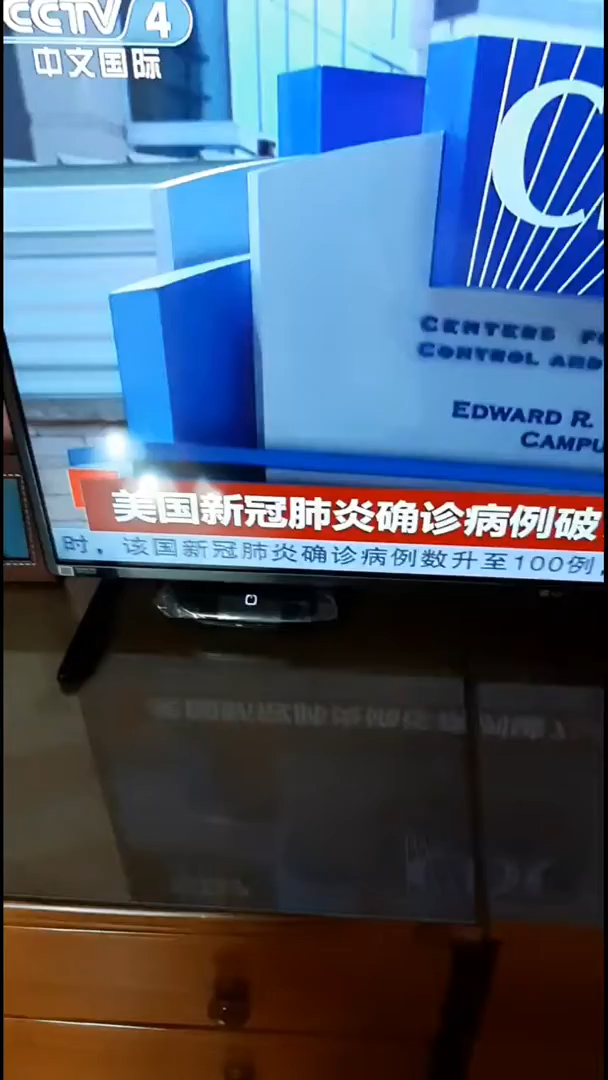 CCTV 4
中文国际
C
CENTERS
CONTROL AND
EDWARD R.
CAMPU
美国新冠肺炎确诊病例破
时，该国新冠肺炎确诊病例数升至100例